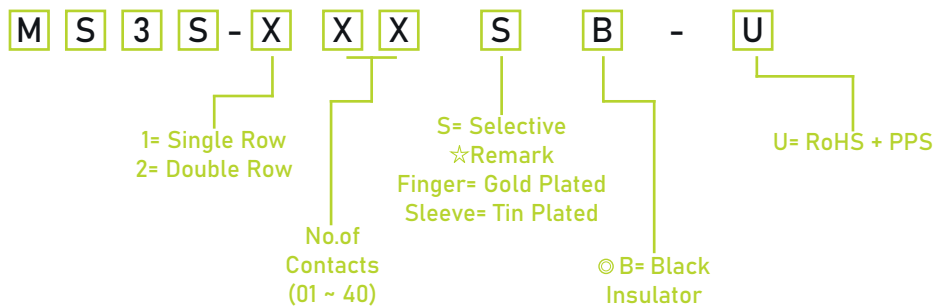 M S 3 S - X X X S B - U
1= Single Row
2= Double Row
No.of
Contacts
(01 ~ 40)
S= Selective
☆Remark
Finger= Gold Plated
Sleeve= Tin Plated
◎ B= Black
Insulator
U= RoHS + PPS